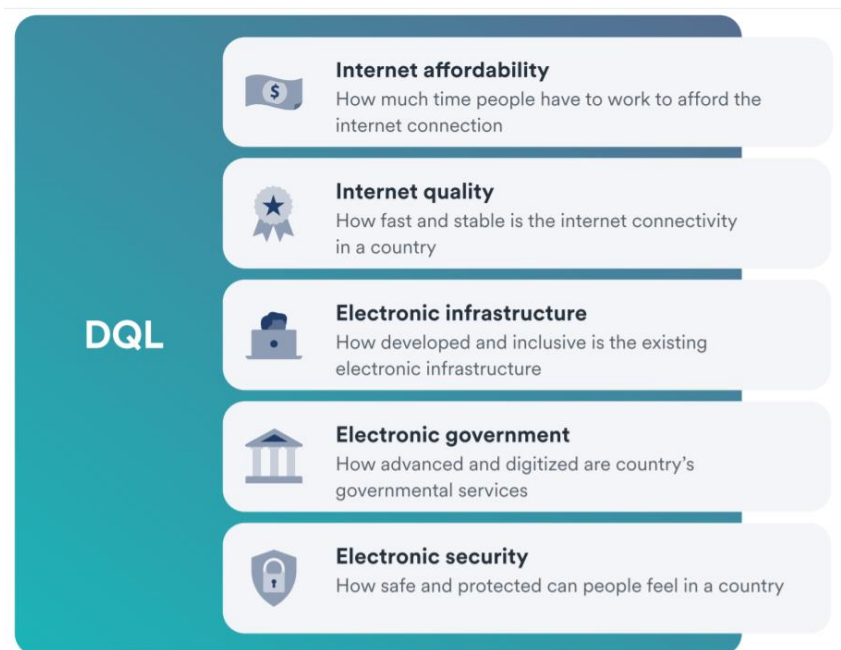 Internet affordability
How much time people have to work to afford the
internet connection
Internet quality
How fast and stable is the internet connectivity
in a country
DQL
Electronic infrastructure
How developed and inclusive is the existing
electronic infrastructure
Electronic government
How advanced and digitized are country’s
governmental services
Electronic security
How safe and protected can people feel in a country